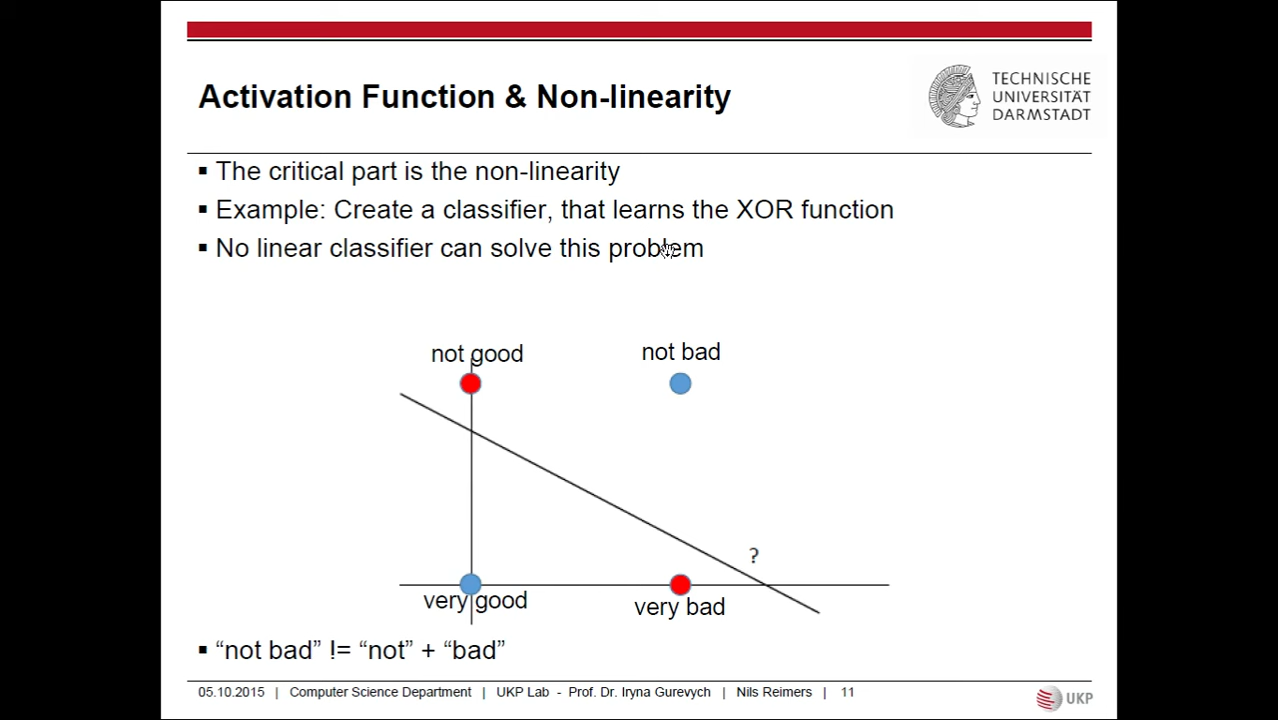 Activation Function & Non-linearity
TECHNISCHE
UNIVERSITÄT
DARMSTADT
▪ The critical part is the non-linearity
▪ Example: Create a classifier, that learns the XOR function
▪ No linear classifier can solve this problem
not good
not bad
?
very good
very bad
▪ “not bad” != “not” + “bad”
05.10.2015 | Computer Science Department | UKP Lab - Prof. Dr. Iryna Gurevych | Nils Reimers | 11
UKP